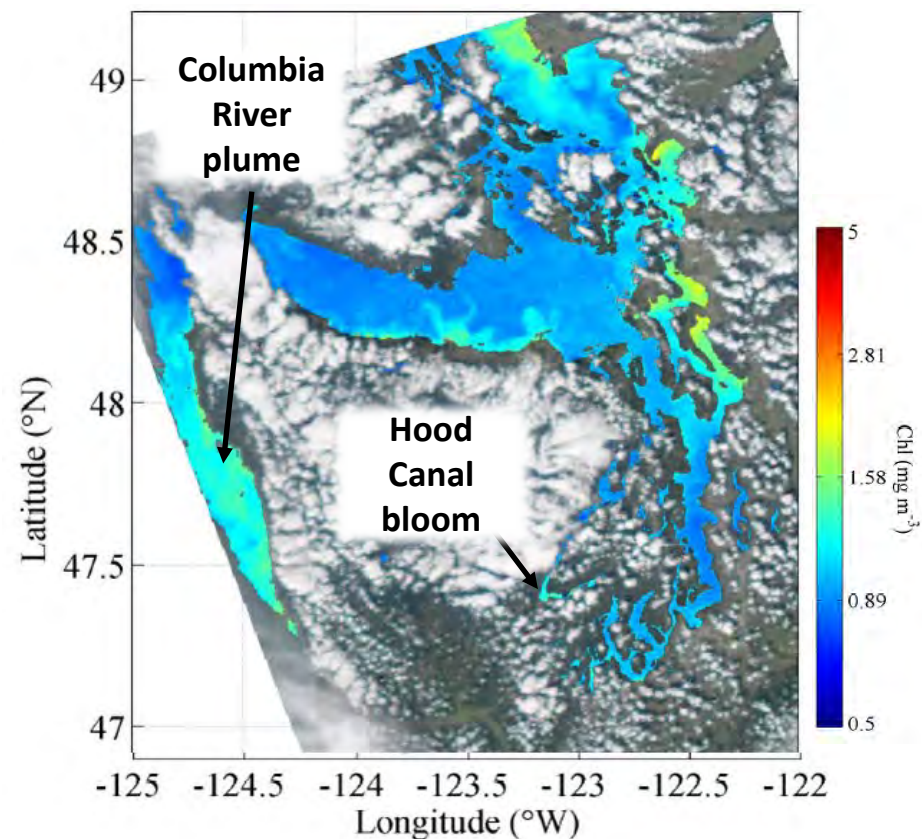 Columbia
River
plume
Hood
Canal
bloom
Latitude (°N)
49
48.5
48
47.5
47
-125
-124.5
-124
-123.5
-123
-122.5
-122
Longitude (°W)
5
2.81
1.58
0.89
0.5
Chl (mg m⁻³)